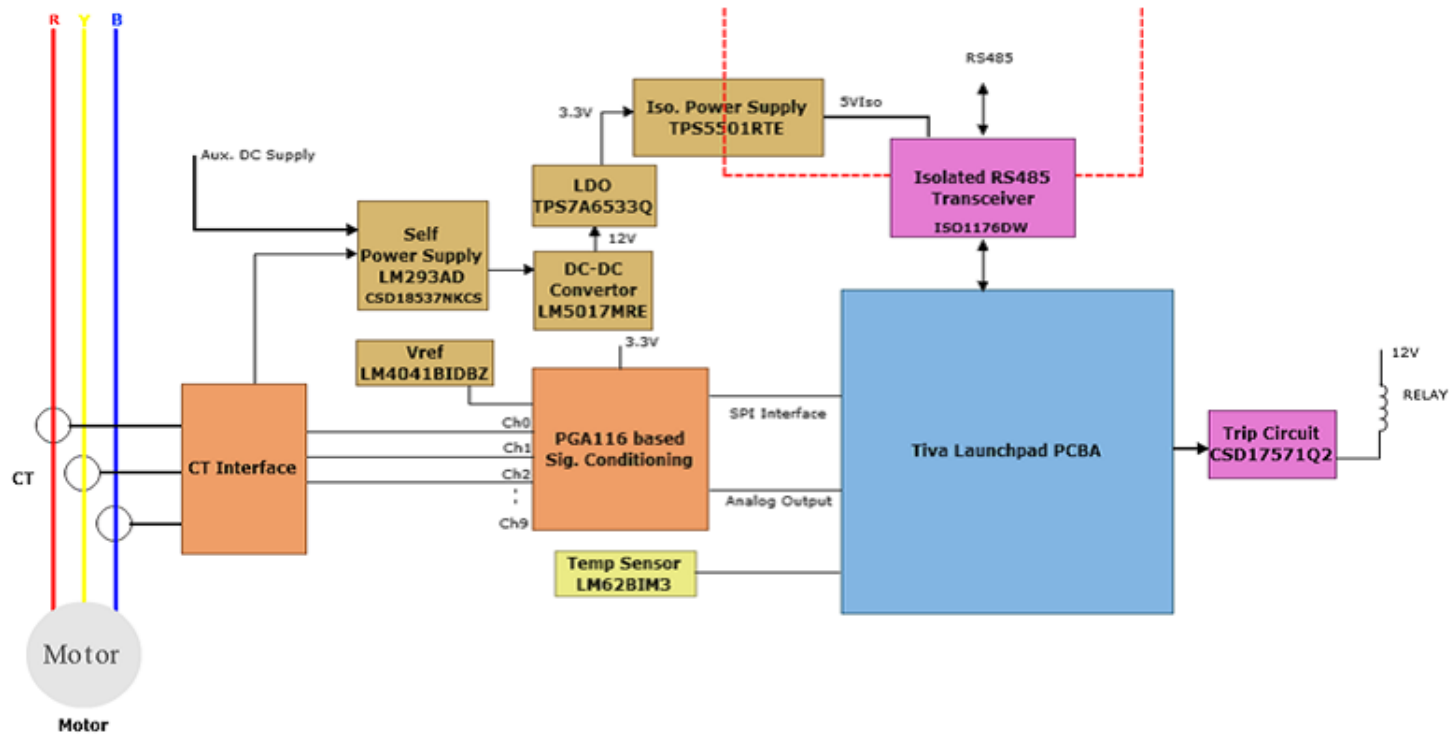 R Y B
RS485
3.3V
Iso. Power Supply
TPS5501RTE
5VIso
Aux. DC Supply
LDO
TPS7A6533Q
Isolated RS485
Transceiver
ISO1176DW
12V
Self
Power Supply
LM293AD
CSD18537NKCS
DC-DC
Convertor
LM5017MRE
3.3V
Vref
LM4041BIDBZ
12V
RELAY
CT
CT Interface
Ch0
Ch1
Ch2
:
Ch9
PGA116 based
Sig. Conditioning
SPI Interface
Analog Output
Tiva Launchpad PCBA
Trip Circuit
CSD17571Q2
Temp Sensor
LM62BIM3
Motor
Motor